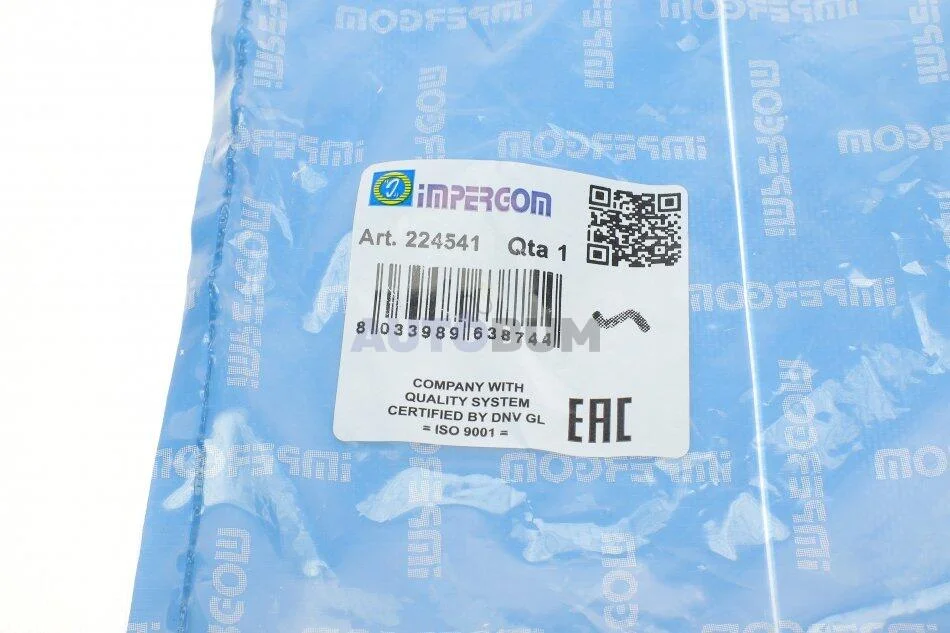 IMPERGOM
Art. 224541 Qta 1
8 033989 638744
AUTOBUM
COMPANY WITH
QUALITY SYSTEM
CERTIFIED BY DNV GL
= ISO 9001 =
EAC